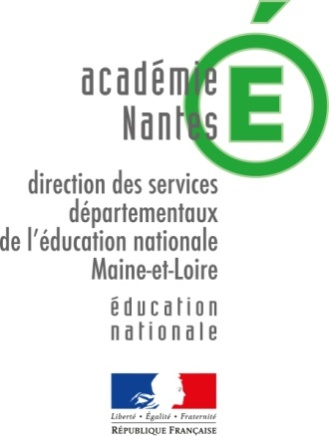 académie
Nantes
É
direction des services
départementaux
de l'éducation nationale
Maine-et-Loire
éducation
nationale
Liberté • Égalité • Fraternité
RÉPUBLIQUE FRANÇAISE